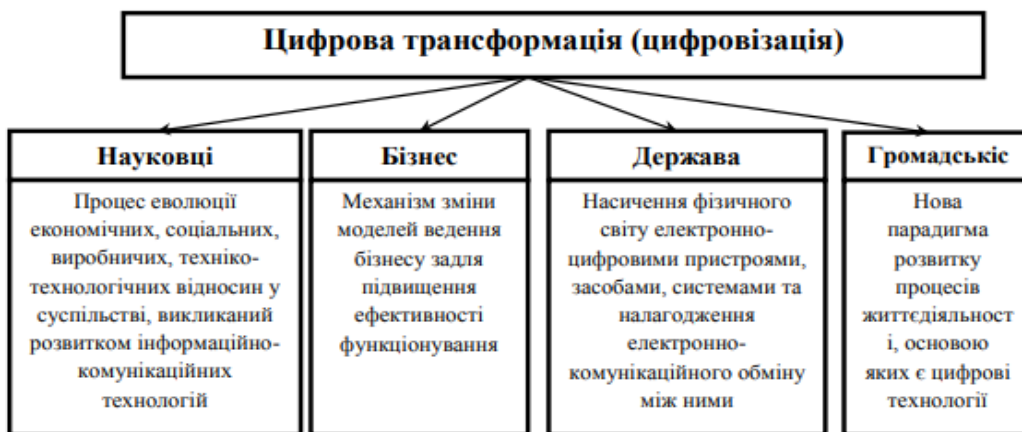 Цифрова трансформація (цифровізація)
Науковці
Процес еволюції
економічних, соціальних,
виробничих, техніко-
технологічних відносин у
суспільстві, викликаний
розвитком інформаційно-
комунікаційних
технологій
Бізнес
Механізм зміни
моделей ведення
бізнесу задля
підвищення
ефективності
функціонування
Держава
Насичення фізичного
світу електронно-
цифровими пристроями,
засобами, системами та
налагодження
електронно-
комунікаційного обміну
між ними
Громадськіс
Нова
парадигма
розвитку
процесів
життєдіяльност
і, основою
яких є цифрові
технології